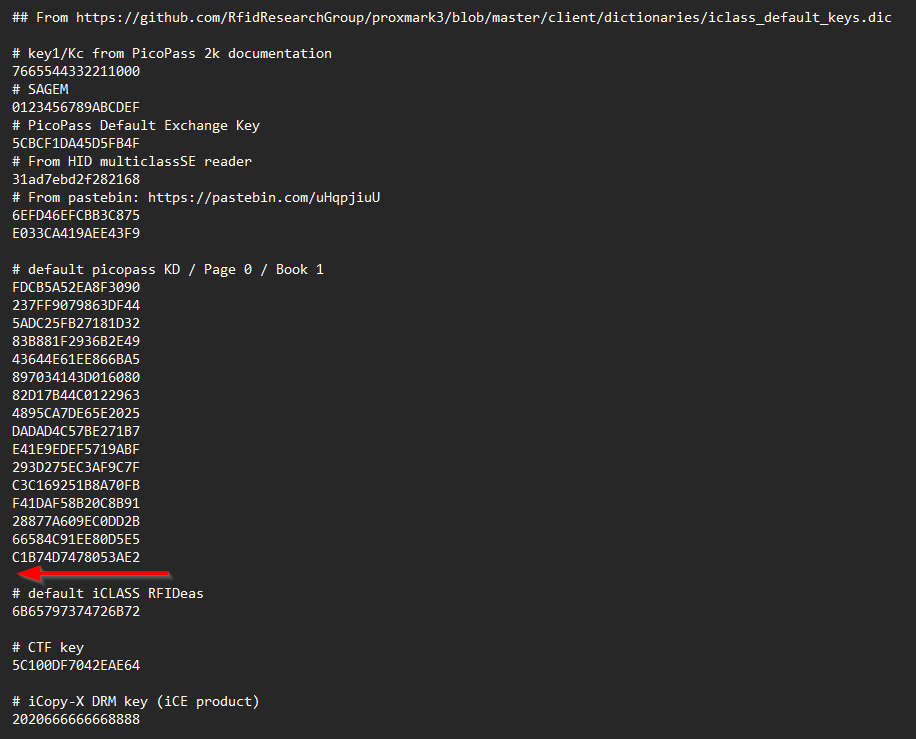 ## From https://github.com/RfidResearchGroup/proxmark3/blob/master/client/dictionaries/iclass_default_keys.dic
# key1/Kc from PicoPass 2k documentation
7665544332211000
# SAGEM
0123456789ABCDEF
# PicoPass Default Exchange Key
5CBCF1DA45D5FB4F
# From HID multiclassSE reader
31ad7ebd2f282168
# From pastebin: https://pastebin.com/uHqpjiuU
6EFD46EFCBB3C875
E033CA419AEE43F9
# default picopass KD / Page 0 / Book 1
FDCB5A52EA8F3090
237FF9079863DF44
5ADC25FB27181D32
83B881F2936B2E49
43644E61EE866BA5
897034143D016080
82D17B44C0122963
4895CA7DE65E2025
DADAD4C57BE271B7
E41E9EDEF5719ABF
293D275EC3AF9C7F
C3C169251B8A70FB
F41DAF58B20C8B91
28877A609EC0DD2B
66584C91EE80D5E5
C1B74D7478053AE2
# default iCLASS RFIDeas
6B65797374726B72
# CTF key
5C100DF7042EAE64
# iCopy-X DRM key (iCE product)
2020666666668888